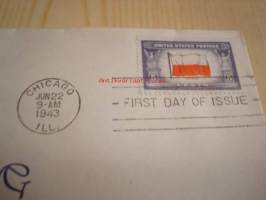 CHICAGO
JUN 22
9-AM
1943
ILL.
UNITED STATES POSTAGE
FIRST DAY OF ISSUE